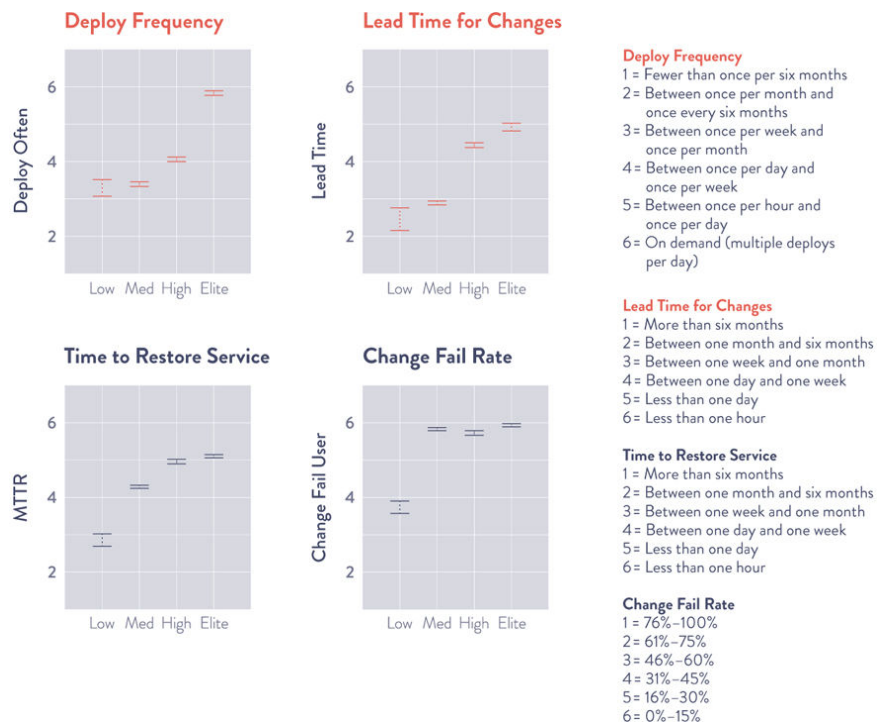 Deploy Frequency
Deploy Often
6
4
2
Low Med High Elite
Lead Time for Changes
Lead Time
6
4
2
Low Med High Elite
Time to Restore Service
MTTR
6
4
2
Low Med High Elite
Change Fail Rate
Change Fail User
6
4
2
Low Med High Elite
Deploy Frequency
1 = Fewer than once per six months
2 = Between once per month and
once every six months
3 = Between once per week and
once per month
4 = Between once per day and
once per week
5 = Between once per hour and
once per day
6 = On demand (multiple deploys
per day)
Lead Time for Changes
1 = More than six months
2 = Between one month and six months
3 = Between one week and one month
4 = Between one day and one week
5 = Less than one day
6 = Less than one hour
Time to Restore Service
1 = More than six months
2 = Between one month and six months
3 = Between one week and one month
4 = Between one day and one week
5 = Less than one day
6 = Less than one hour
Change Fail Rate
1 = 76%–100%
2 = 61%–75%
3 = 46%–60%
4 = 31%–45%
5 = 16%–30%
6 = 0%–15%